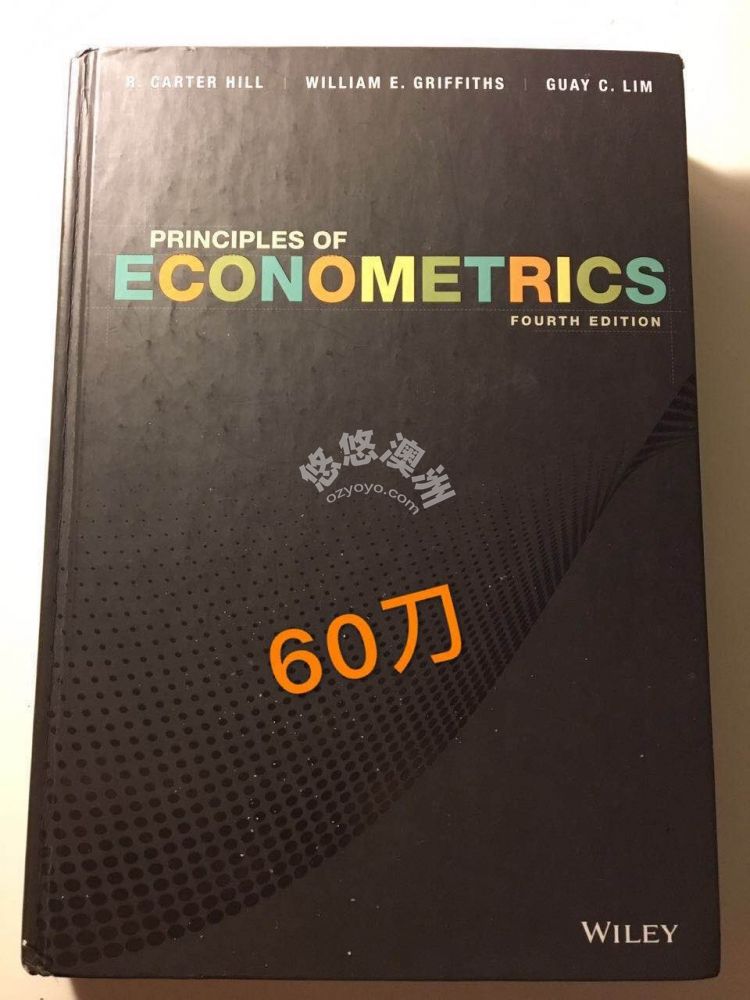 R. CARTER HILL | WILLIAM E. GRIFFITHS | GUAY C. LIM
PRINCIPLES OF
ECONOMETRICS
FOURTH EDITION
悠悠澳洲
ozyoyo.com
60刀
WILEY